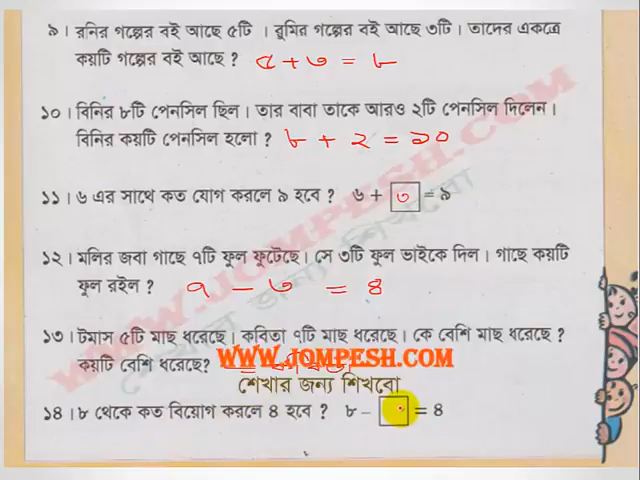 ৯। রনির গল্পের বই আছে ৫টি। রুমির গল্পের বই আছে ৩টি। তাদের একত্রে
কয়টি গল্পের বই আছে? ৫ + ৩ = ৮
১০। বিনির ৮টি পেনসিল ছিল। তার বাবা তাকে আরও ২টি পেনসিল দিলেন।
বিনির কয়টি পেনসিল হলো? ৮ + ২ = ১০
১১। ৬ এর সাথে কত যোগ করলে ৯ হবে? ৬ + ৩ = ৯
১২। মলির জবা গাছে ৭টি ফুল ফুটেছে। সে ৩টি ফুল ভাইকে দিল। গাছে কয়টি
ফুল রইল? ৭ - ৩ = ৪
১৩। টমাস ৫টি মাছ ধরেছে। কবিতা ৭টি মাছ ধরেছে। কে বেশি মাছ ধরেছে?
কয়টি বেশি ধরেছে?
WWW.JOMPESH.COM
শেখার জন্য শিখবো
১৪। ৮ থেকে কত বিয়োগ করলে ৪ হবে? ৮ - = ৪